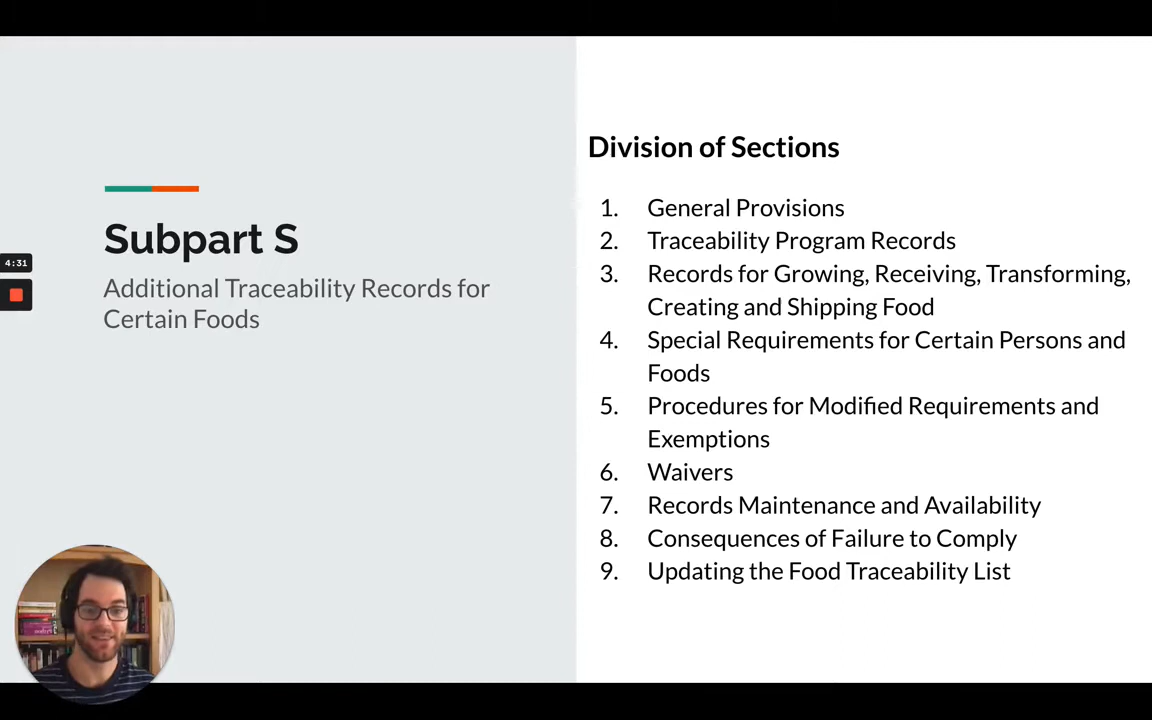 Subpart S
Additional Traceability Records for
Certain Foods
4:31
Division of Sections
1. General Provisions
2. Traceability Program Records
3. Records for Growing, Receiving, Transforming,
Creating and Shipping Food
4. Special Requirements for Certain Persons and
Foods
5. Procedures for Modified Requirements and
Exemptions
6. Waivers
7. Records Maintenance and Availability
8. Consequences of Failure to Comply
9. Updating the Food Traceability List